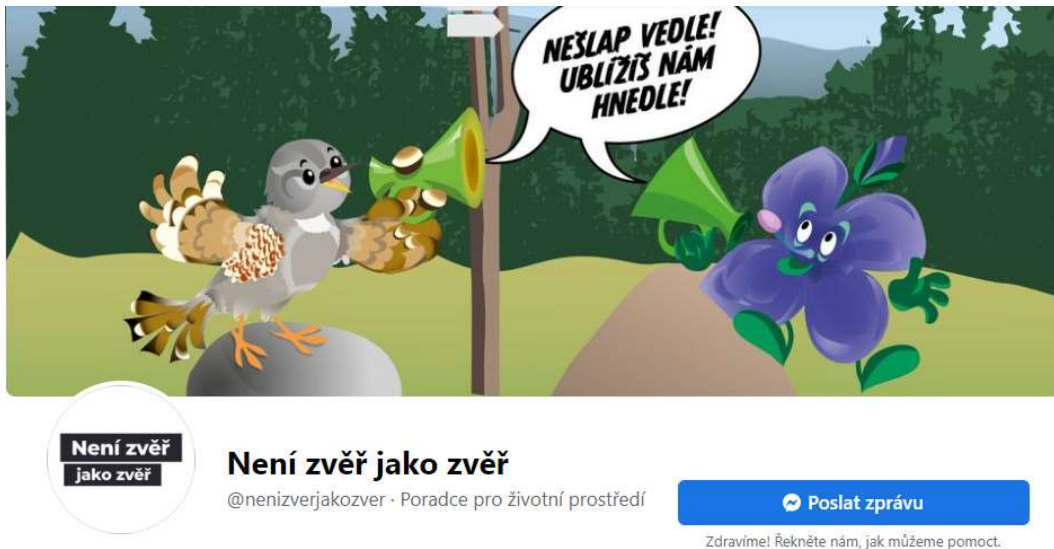 NEŠLAP VEDLE!
UBLÍŽÍŠ NÁM
HNEDLE!
Není zvěř
jako zvěř
Není zvěř jako zvěř
@nenizverjakozver · Poradce pro životní prostředí
Poslat zprávu
Zdravíme! Řekněte nám, jak můžeme pomoct.